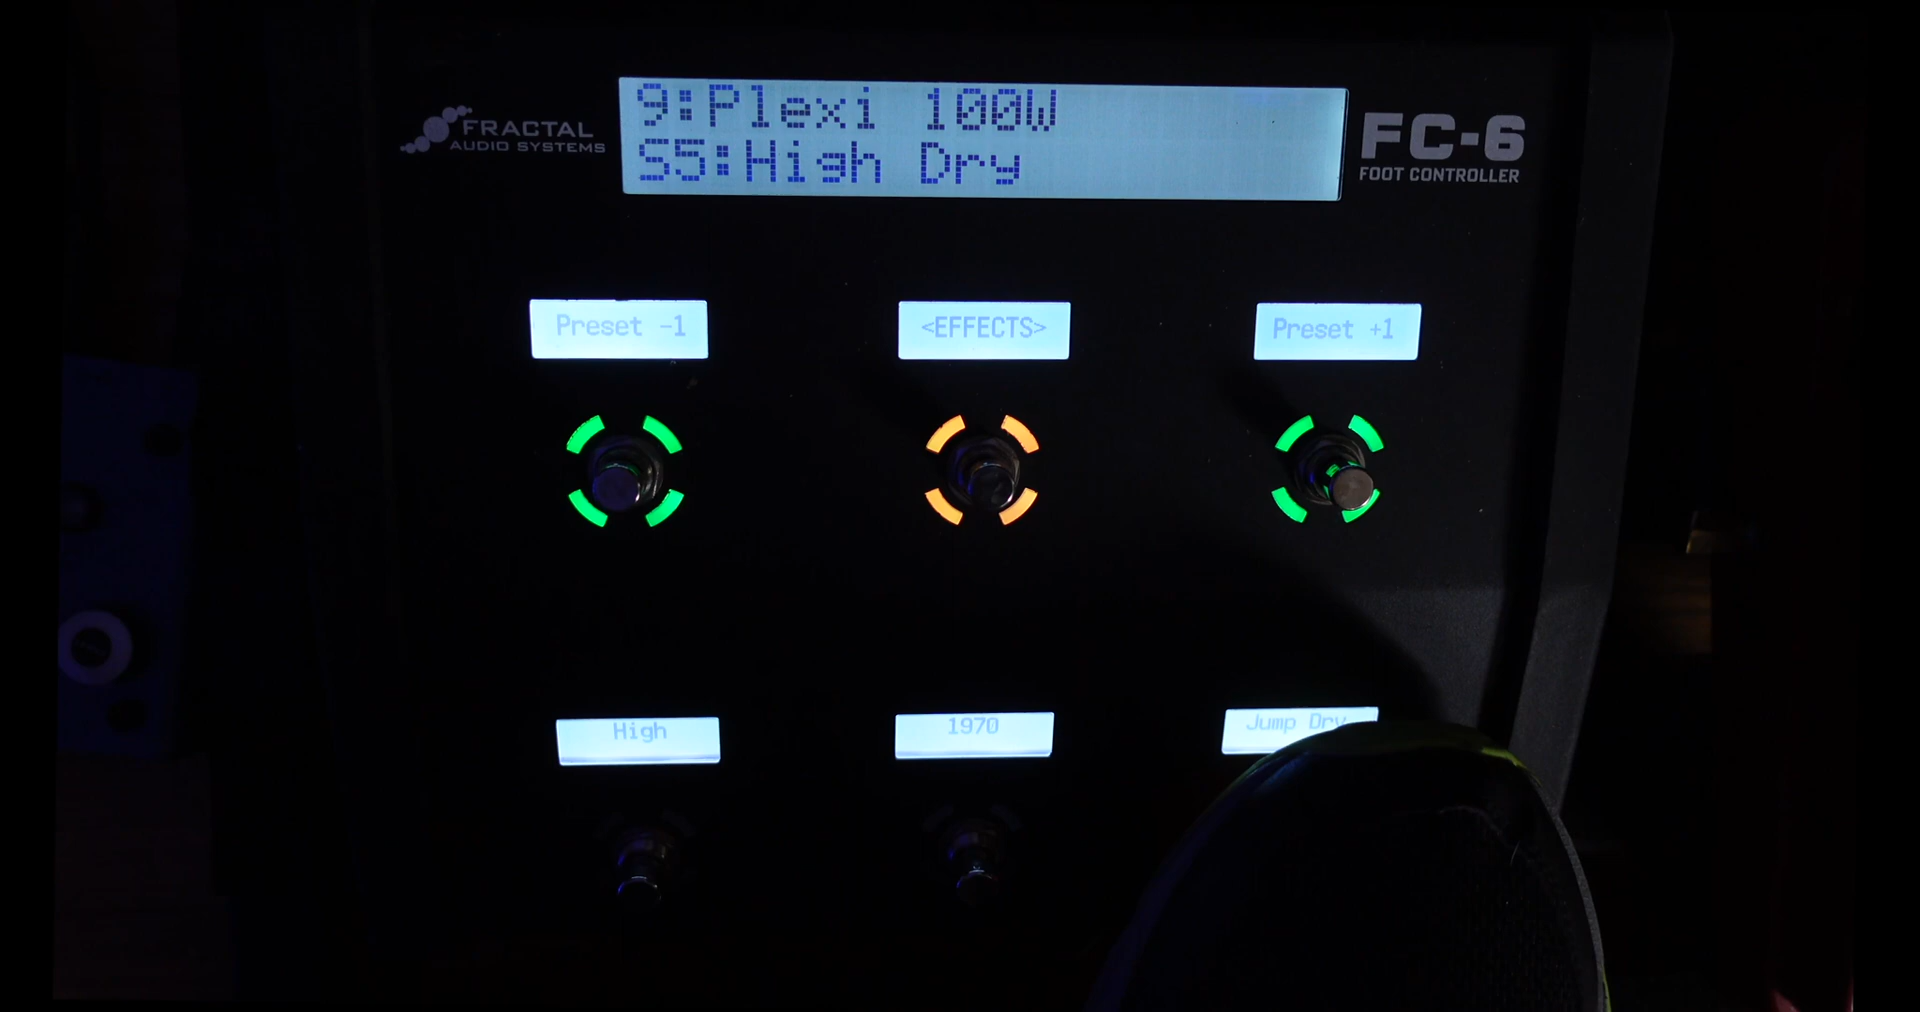 FRACTAL
AUDIO SYSTEMS
9:Plexi 100W
S5:High Dry
FC-6
FOOT CONTROLLER
Preset -1
<EFFECTS>
Preset +1
High
1970
Jump Dry